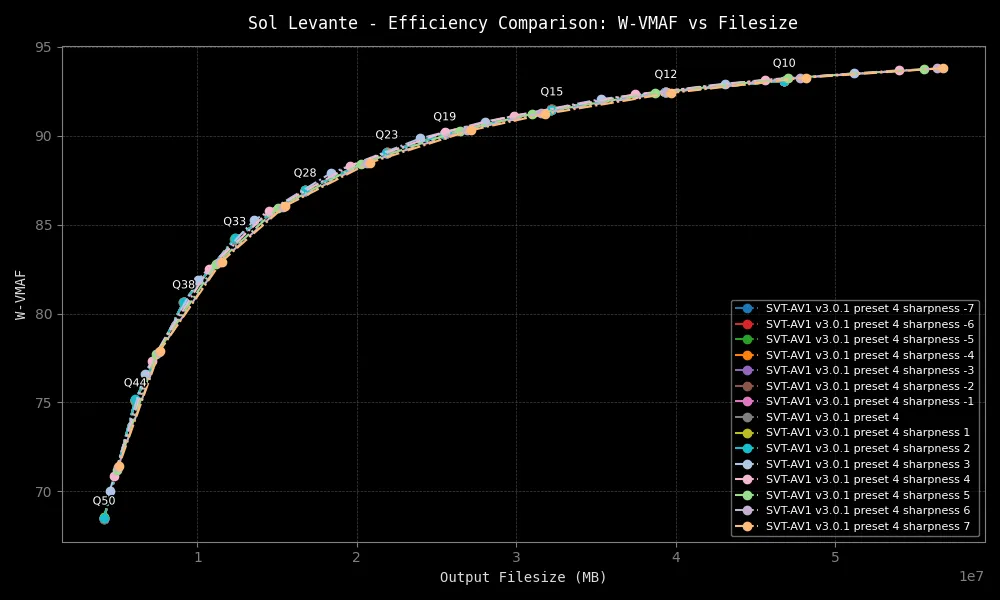 Sol Levante - Efficiency Comparison: W-VMAF vs Filesize
95
90
85
80
75
70
W-VMAF
Q10
Q12
Q15
Q19
Q23
Q28
Q33
Q38
Q44
Q50
SVT-AV1 v3.0.1 preset 4 sharpness -7
SVT-AV1 v3.0.1 preset 4 sharpness -6
SVT-AV1 v3.0.1 preset 4 sharpness -5
SVT-AV1 v3.0.1 preset 4 sharpness -4
SVT-AV1 v3.0.1 preset 4 sharpness -3
SVT-AV1 v3.0.1 preset 4 sharpness -2
SVT-AV1 v3.0.1 preset 4 sharpness -1
SVT-AV1 v3.0.1 preset 4
SVT-AV1 v3.0.1 preset 4 sharpness 1
SVT-AV1 v3.0.1 preset 4 sharpness 2
SVT-AV1 v3.0.1 preset 4 sharpness 3
SVT-AV1 v3.0.1 preset 4 sharpness 4
SVT-AV1 v3.0.1 preset 4 sharpness 5
SVT-AV1 v3.0.1 preset 4 sharpness 6
SVT-AV1 v3.0.1 preset 4 sharpness 7
1 2 3 4 5
1e7
Output Filesize (MB)